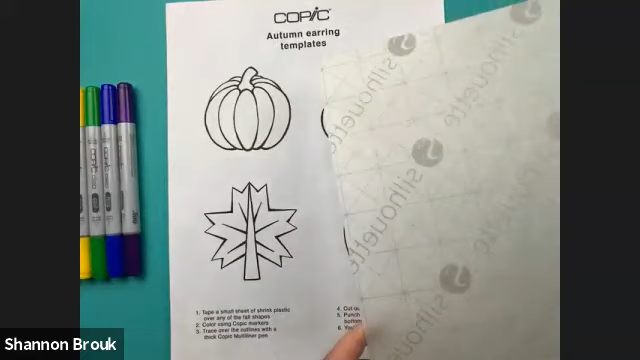 COPIC
Autumn earring
templates
silhouette
silhouette
silhouette
1. Tape a small sheet of shrink plastic
over any of the fall shapes
2. Color using Copic markers
3. Trace over the outlines with a
thick Copic Multiliner pen
4. Cut
5. Punch
bottom
6.
Shannon Brouk